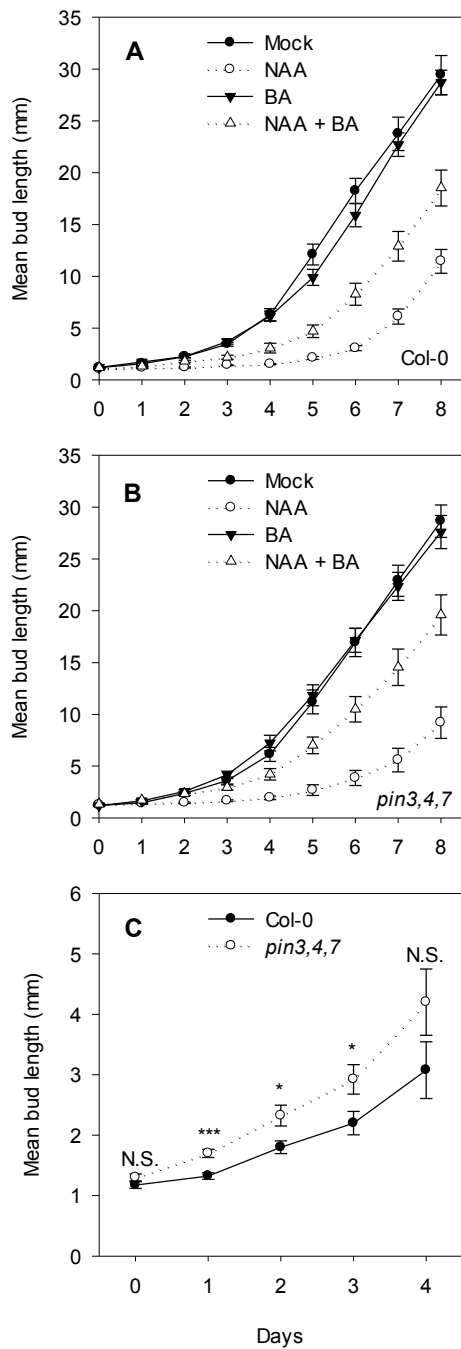 A
Mock
NAA
BA
NAA + BA
Mean bud length (mm)
35
30
25
20
15
10
5
0
Col-0
0 1 2 3 4 5 6 7 8
B
Mock
NAA
BA
NAA + BA
Mean bud length (mm)
35
30
25
20
15
10
5
0
pin3,4,7
0 1 2 3 4 5 6 7 8
C
Col-0
pin3,4,7
Mean bud length (mm)
6
5
4
3
2
1
0
N.S.
***
*
*
N.S.
0 1 2 3 4
Days